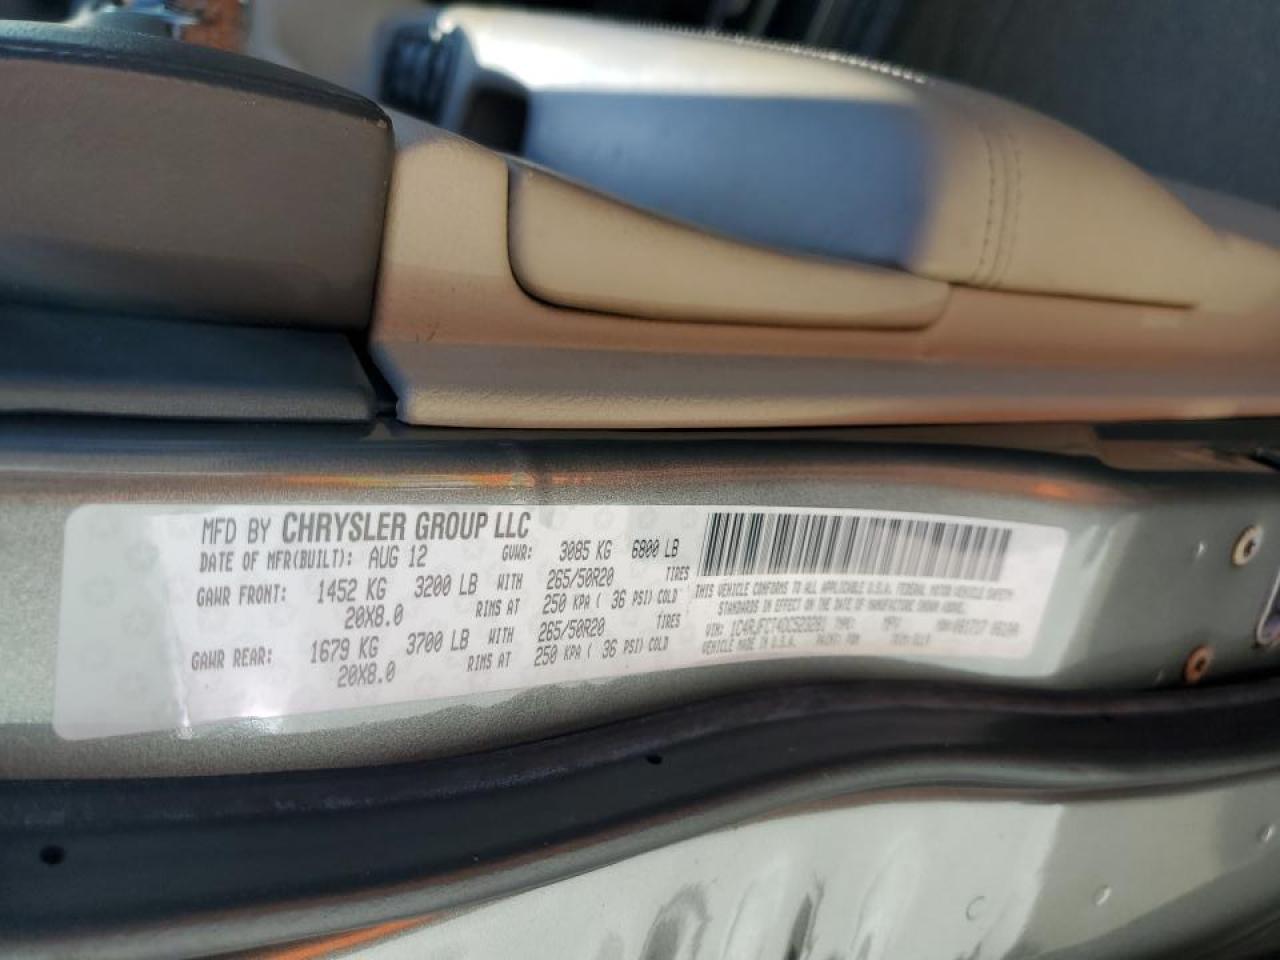 MFD BY CHRYSLER GROUP LLC
DATE OF MFR(BUILT): AUG 12 GVWR: 3085 KG 6800 LB
GAWR FRONT: 1452 KG 3200 LB WITH 265/50R20 TIRES
20X8.0 RIMS AT 250 KPA ( 36 PSI) COLD
GAWR REAR: 1679 KG 3700 LB WITH 265/50R20 TIRES
20X8.0 RIMS AT 250 KPA ( 36 PSI) COLD
THIS VEHICLE CONFORMS TO ALL APPLICABLE U.S.A. FEDERAL MOTOR VEHICLE SAFETY
STANDARDS IN EFFECT ON THE DATE OF MANUFACTURE SHOWN ABOVE.
VIN: TYPE: MPV
VEHICLE MADE IN U.S.A. PAINT: